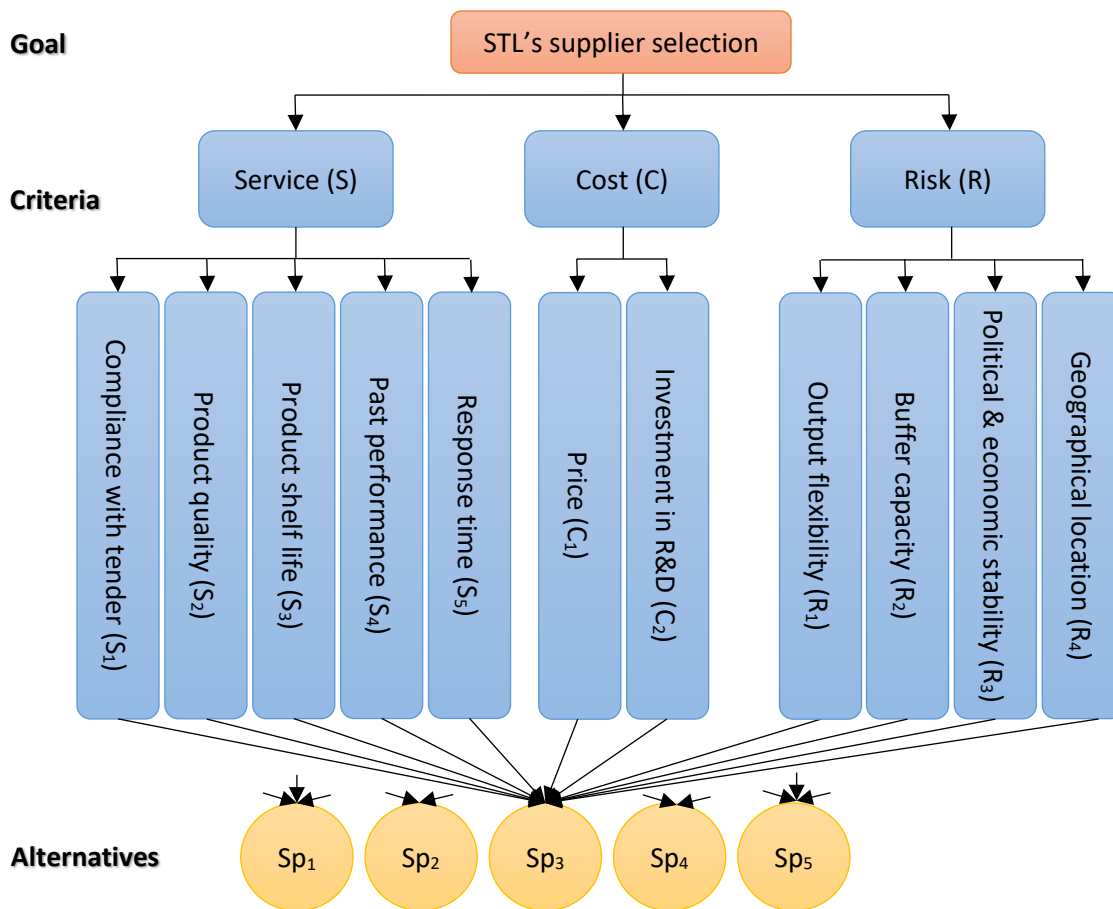 Goal
STL’s supplier selection
Criteria
Service (S)
Cost (C)
Risk (R)
Compliance with tender (S₁)
Product quality (S₂)
Product shelf life (S₃)
Past performance (S₄)
Response time (S₅)
Price (C₁)
Investment in R&D (C₂)
Output flexibility (R₁)
Buffer capacity (R₂)
Political & economic stability (R₃)
Geographical location (R₄)
Alternatives
Sp₁
Sp₂
Sp₃
Sp₄
Sp₅